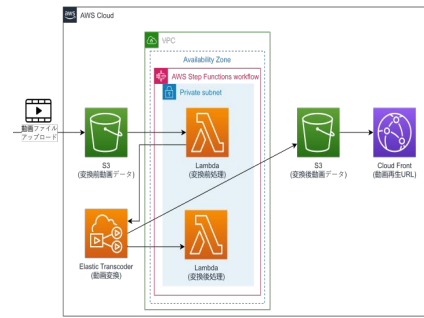 aws
AWS Cloud
VPC
Availability Zone
AWS Step Functions workflow
Private subnet
動画ファイル
アップロード
S3
(変換前動画データ)
Lambda
(変換前処理)
S3
(変換後動画データ)
Cloud Front
(動画再生URL)
Elastic Transcoder
(動画変換)
Lambda
(変換後処理)